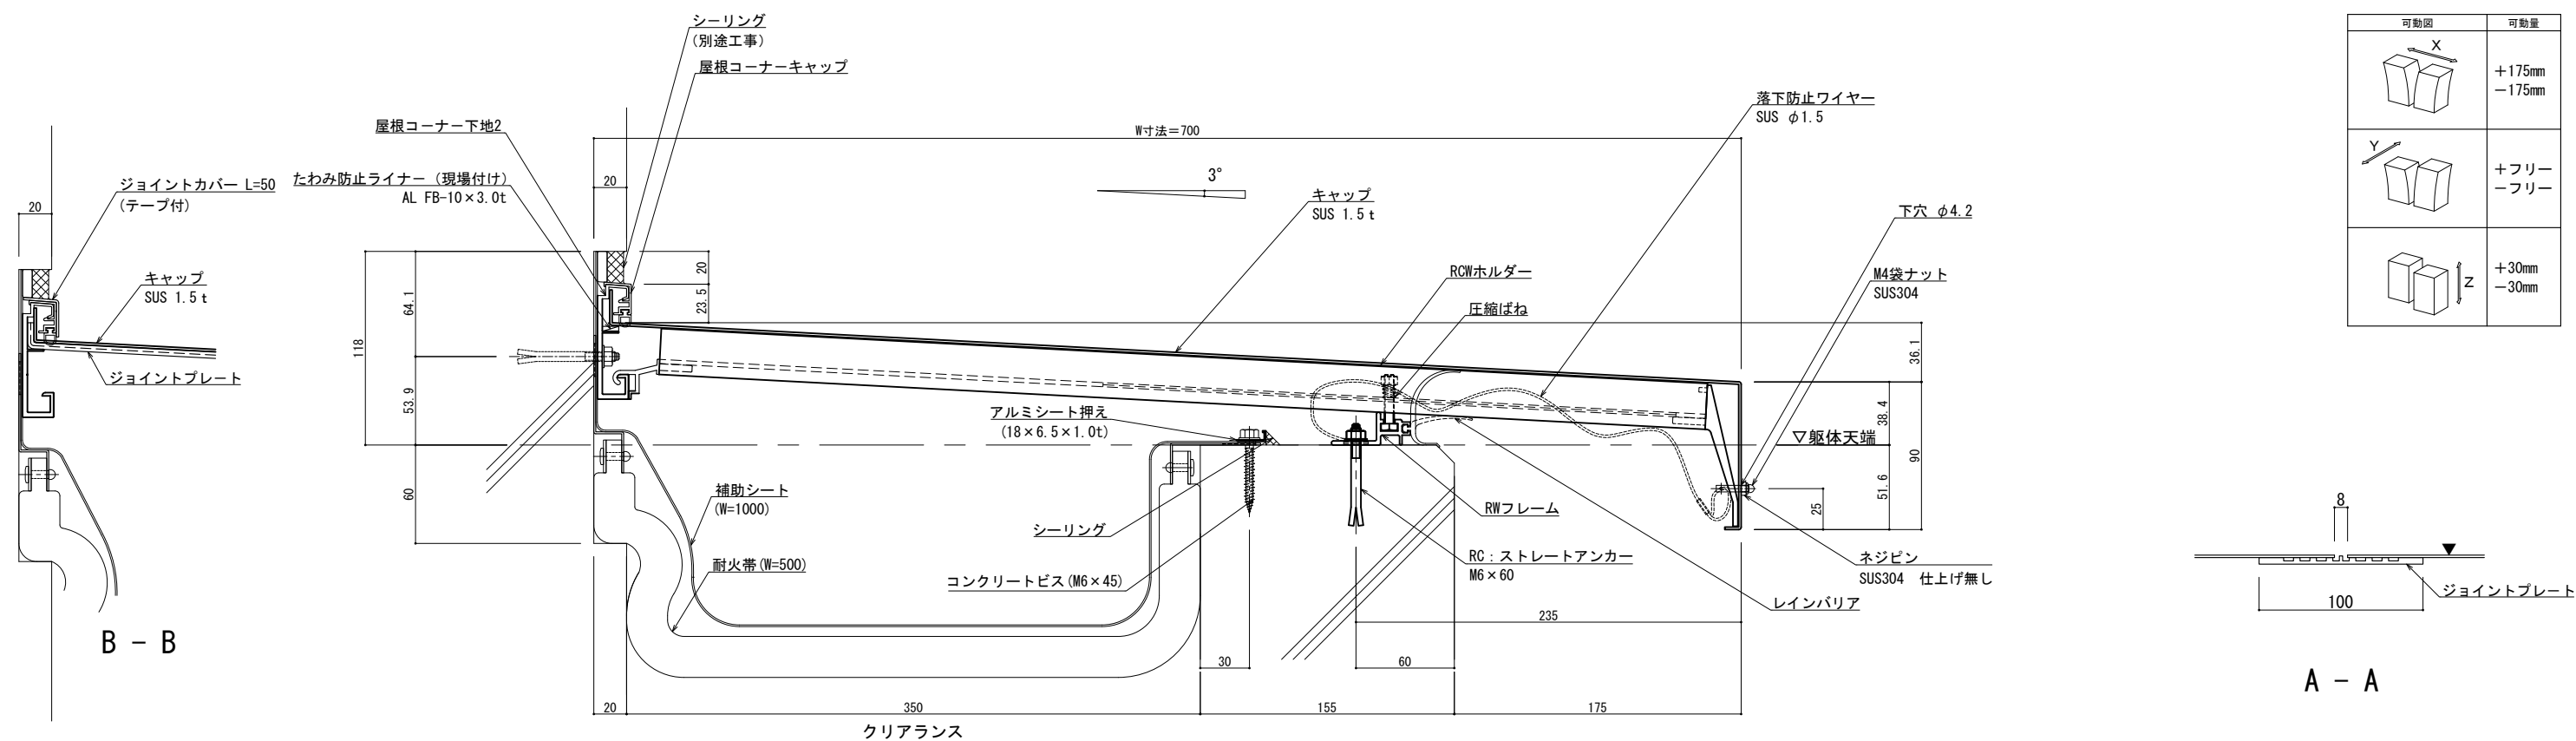 シーリング
(別途工事)
屋根コーナーキャップ
屋根コーナー下地2
たわみ防止ライナー（現場付け）
AL FB-10×3.0t
ジョイントカバー L=50
(テープ付)
20
キャップ
SUS 1.5ｔ
ジョイントプレート
B － B
W寸法＝700
20
3°
キャップ
SUS 1.5ｔ
落下防止ワイヤー
SUS φ1.5
下穴 φ4.2
M4袋ナット
SUS304
RCWホルダー
圧縮ばね
20
23.5
64.1
118
53.9
60
36.1
38.4
90
51.6
25
▽躯体天端
アルミシート押え
(18×6.5×1.0t)
補助シート
(W=1000)
シーリング
RWフレーム
耐火帯(W=500)
コンクリートビス(M6×45)
RC：ストレートアンカー
M6×60
ネジピン
SUS304　仕上げ無し
レインバリア
235
30
60
20
350
155
175
クリアランス
可動図
可動量
X
＋175mm
－175mm
Y
＋フリー
－フリー
Z
＋30mm
－30mm
8
▼
ジョイントプレート
100
A － A